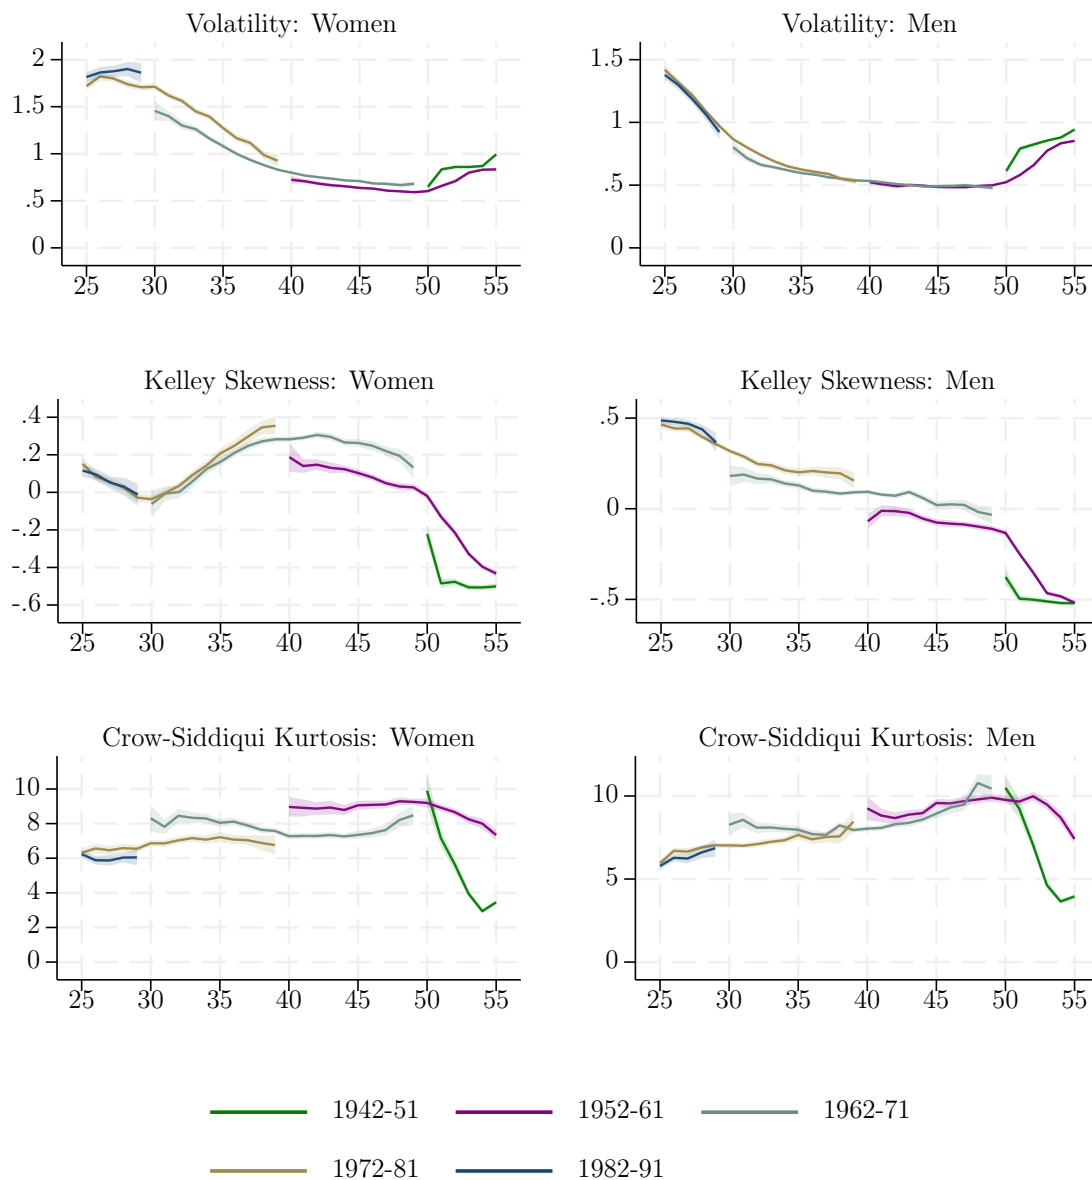 Volatility: Women
Volatility: Men
2
1.5
1
.5
0
25 30 35 40 45 50 55
1.5
1
.5
0
25 30 35 40 45 50 55
Kelley Skewness: Women
Kelley Skewness: Men
.4
.2
0
-.2
-.4
-.6
25 30 35 40 45 50 55
.5
0
-.5
25 30 35 40 45 50 55
Crow-Siddiqui Kurtosis: Women
Crow-Siddiqui Kurtosis: Men
10
8
6
4
2
0
25 30 35 40 45 50 55
10
5
0
25 30 35 40 45 50 55
1942-51 1952-61 1962-71
1972-81 1982-91